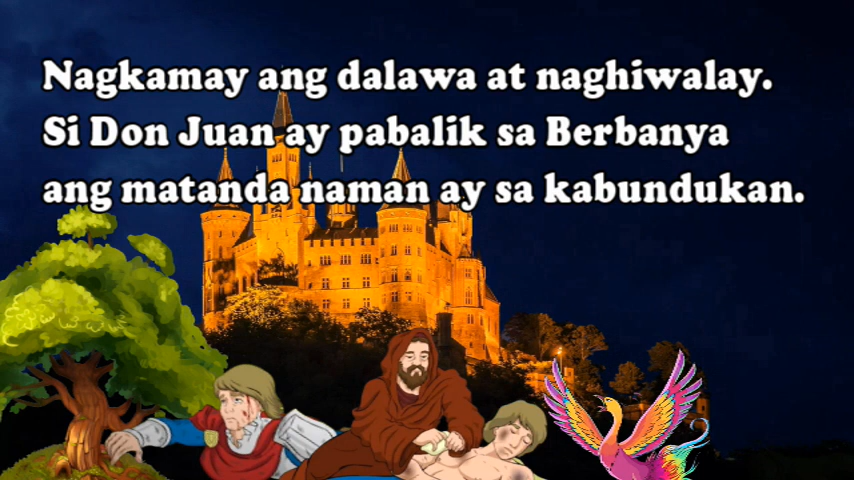 Nagkamay ang dalawa at naghiwalay.
Si Don Juan ay pabalik sa Berbanya
ang matanda naman ay sa kabundukan.